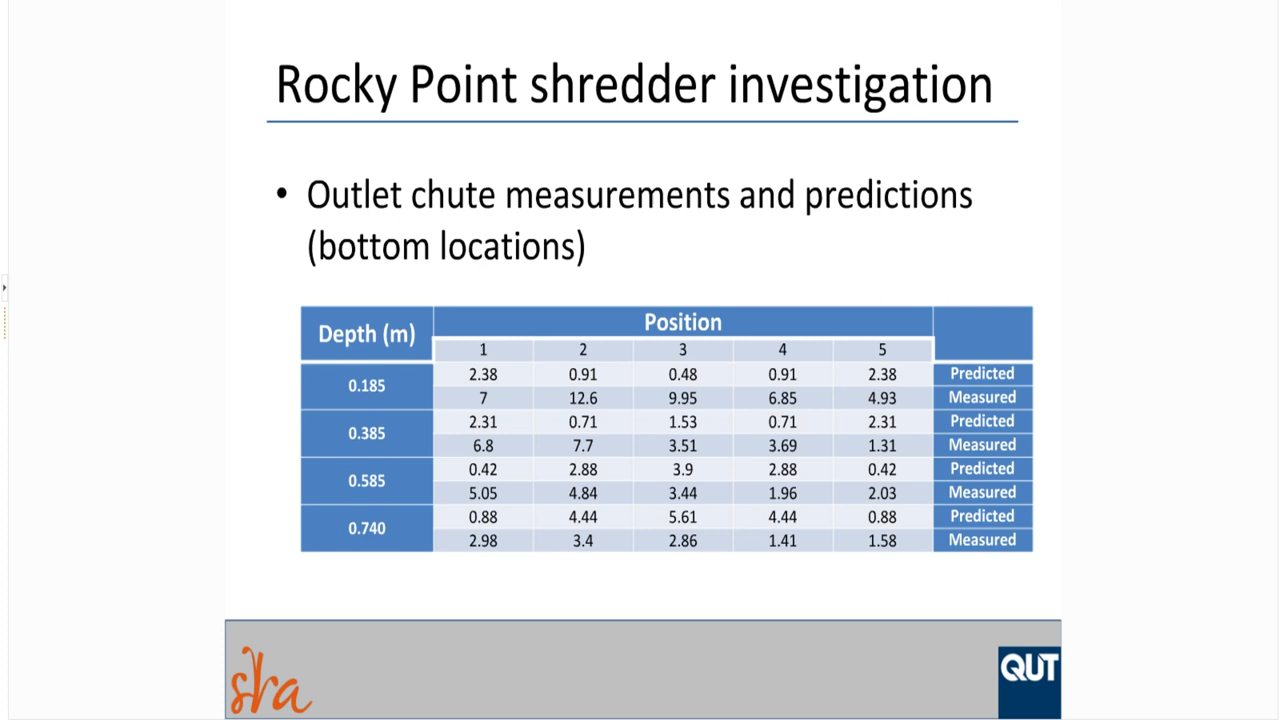 Rocky Point shredder investigation
• Outlet chute measurements and predictions
(bottom locations)
Depth (m) Position
1 2 3 4 5
0.185 2.38 0.91 0.48 0.91 2.38 Predicted
7 12.6 9.95 6.85 4.93 Measured
0.385 2.31 0.71 1.53 0.71 2.31 Predicted
6.8 7.7 3.51 3.69 1.31 Measured
0.585 0.42 2.88 3.9 2.88 0.42 Predicted
5.05 4.84 3.44 1.96 2.03 Measured
0.740 0.88 4.44 5.61 4.44 0.88 Predicted
2.98 3.4 2.86 1.41 1.58 Measured
sra
QUT